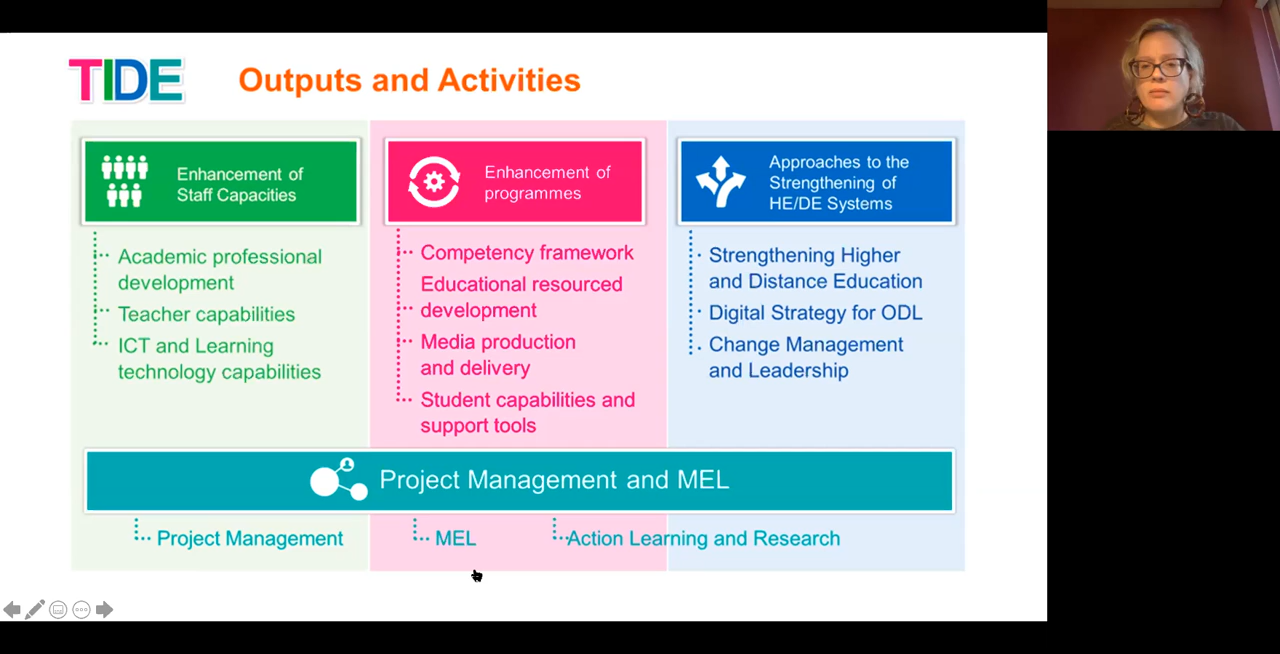 TIDE
Outputs and Activities
Enhancement of
Staff Capacities
Academic professional
development
Teacher capabilities
ICT and Learning
technology capabilities
Enhancement of
programmes
Competency framework
Educational resourced
development
Media production
and delivery
Student capabilities and
support tools
Approaches to the
Strengthening of
HE/DE Systems
Strengthening Higher
and Distance Education
Digital Strategy for ODL
Change Management
and Leadership
Project Management and MEL
Project Management
MEL
Action Learning and Research